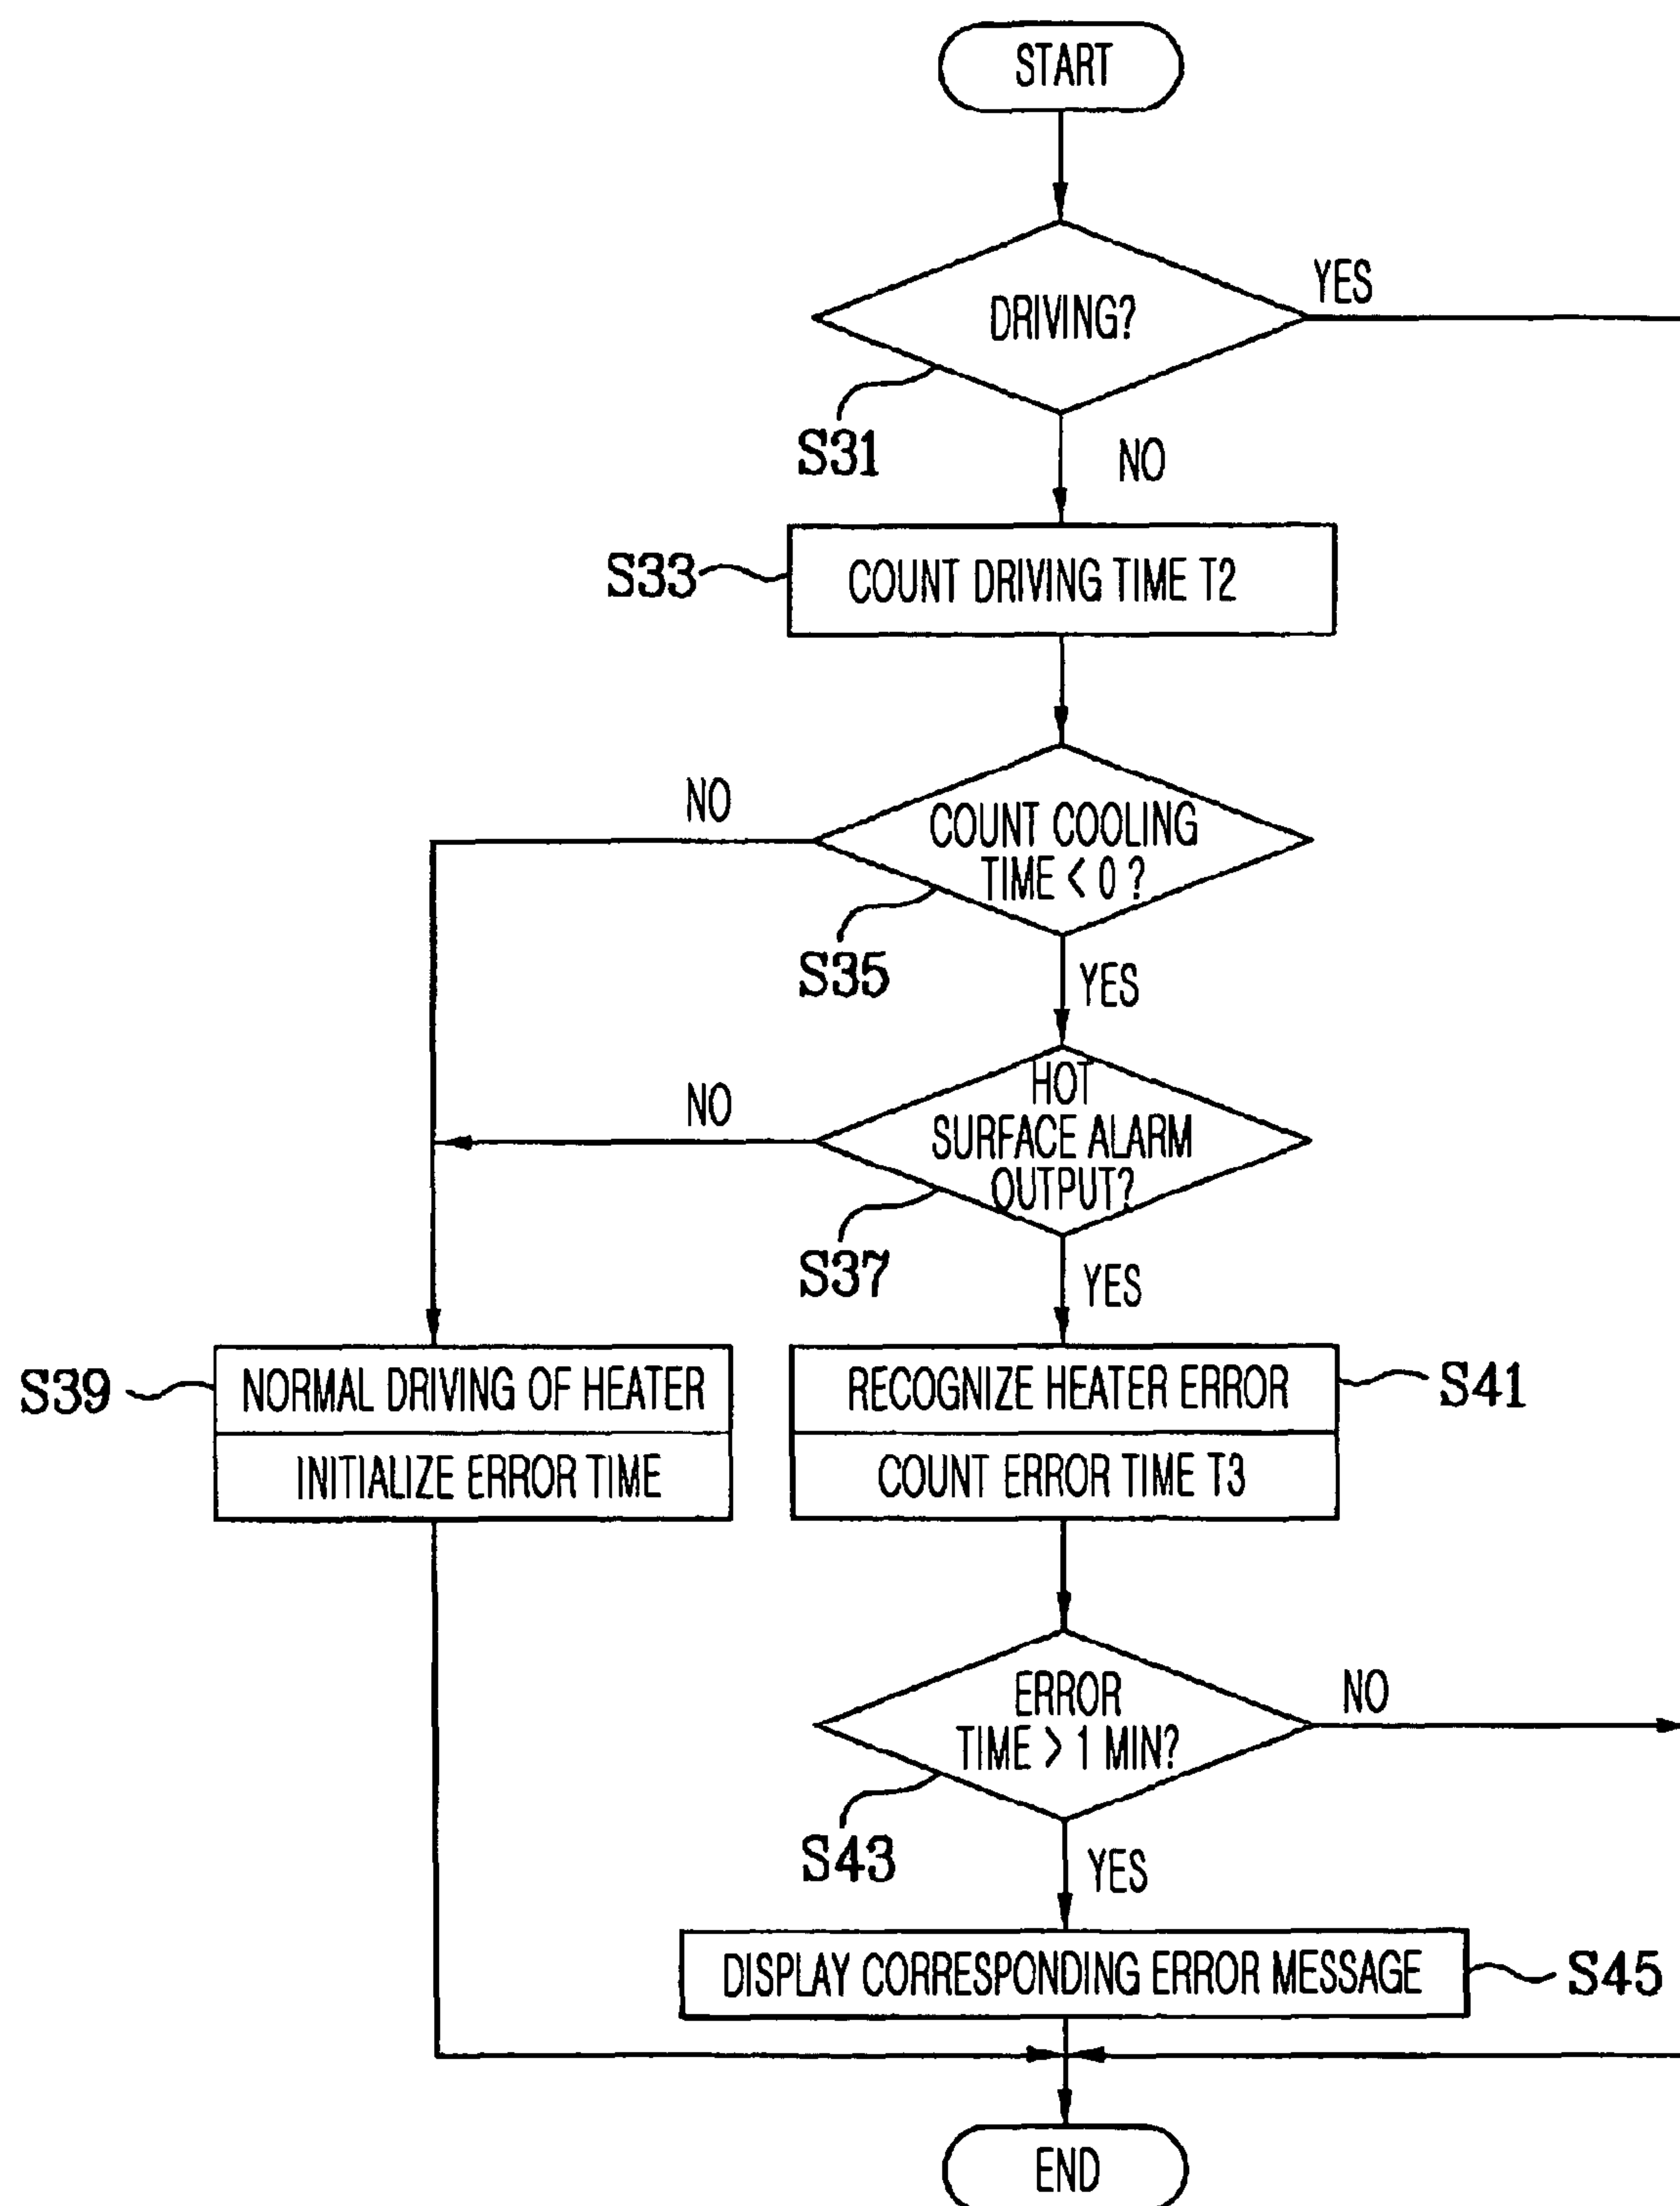 START
DRIVING?
YES
S31
NO
S33
COUNT DRIVING TIME T2
NO
COUNT COOLING
TIME < 0 ?
S35
YES
NO
HOT
SURFACE ALARM
OUTPUT?
S37
YES
S39
NORMAL DRIVING OF HEATER
INITIALIZE ERROR TIME
RECOGNIZE HEATER ERROR
S41
COUNT ERROR TIME T3
ERROR
TIME > 1 MIN?
NO
S43
YES
DISPLAY CORRESPONDING ERROR MESSAGE
S45
END